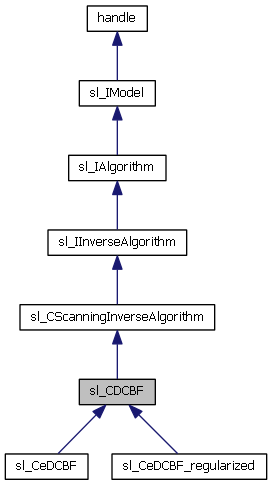 handle
sl_IModel
sl_IAlgorithm
sl_IInverseAlgorithm
sl_CScanningInverseAlgorithm
sl_CDCBF
sl_CeDCBF
sl_CeDCBF_regularized